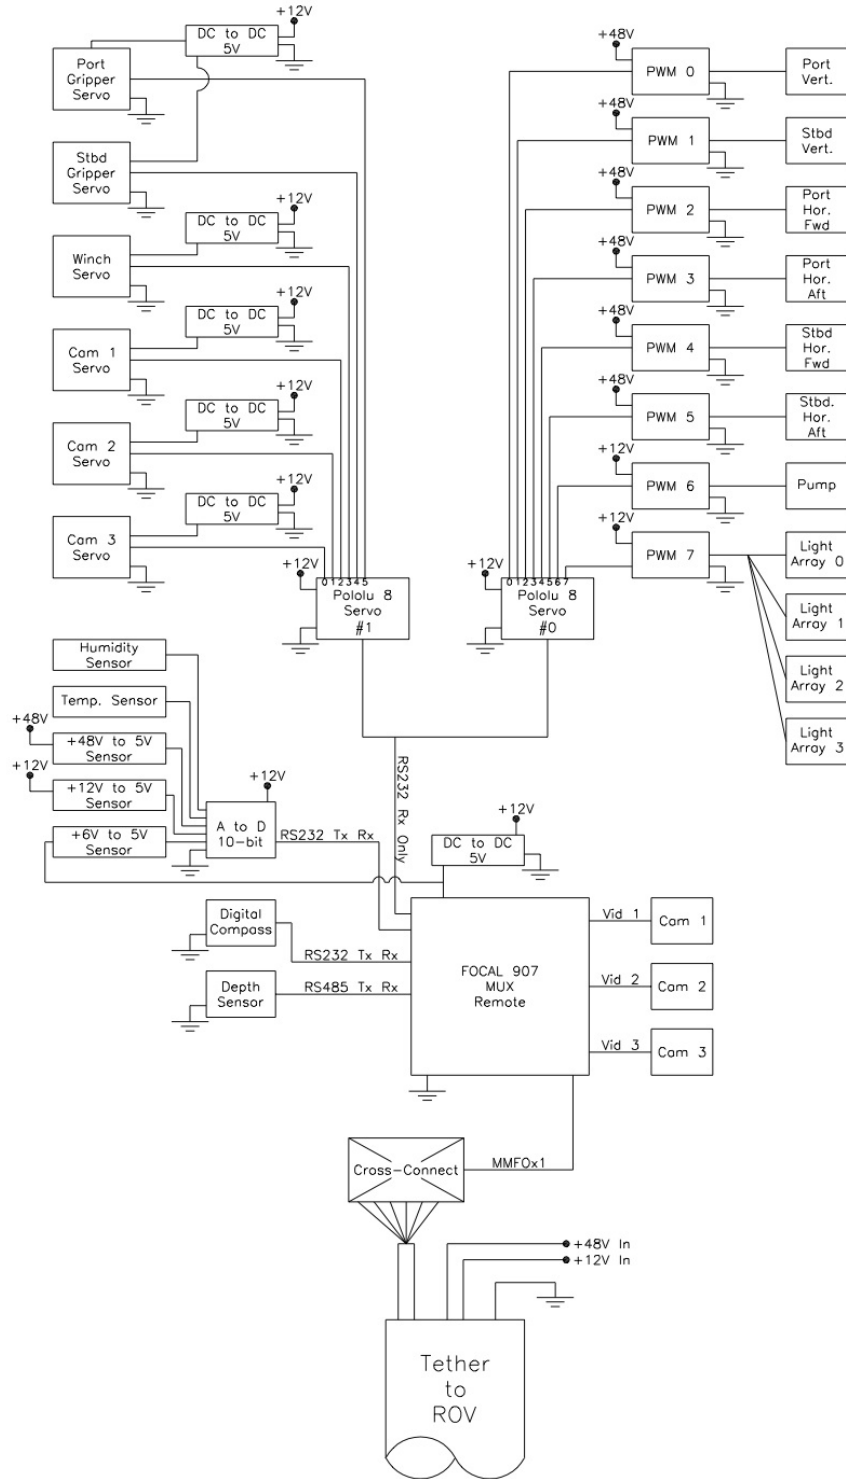 +12V
DC to DC
5V
Port
Gripper
Servo
Stbd
Gripper
Servo
+12V
DC to DC
5V
Winch
Servo
+12V
DC to DC
5V
Cam 1
Servo
+12V
DC to DC
5V
Cam 2
Servo
+12V
DC to DC
5V
Cam 3
Servo
+12V
012345
Pololu 8
Servo
#1
+48V
PWM 0
Port
Vert.
+48V
PWM 1
Stbd
Vert.
+48V
PWM 2
Port
Hor.
Fwd
+48V
PWM 3
Port
Hor.
Aft
+48V
PWM 4
Stbd
Hor.
Fwd
+48V
PWM 5
Stbd.
Hor.
Aft
+12V
PWM 6
Pump
+12V
PWM 7
Light
Array 0
Light
Array 1
Light
Array 2
Light
Array 3
+12V
01234567
Pololu 8
Servo
#0
Humidity
Sensor
Temp. Sensor
+48V
+48V to 5V
Sensor
+12V
+12V to 5V
Sensor
+6V to 5V
Sensor
+12V
A to D
10-bit
RS232 Tx Rx
RS232 Rx Only
+12V
DC to DC
5V
Digital
Compass
RS232 Tx Rx
Depth
Sensor
RS485 Tx Rx
FOCAL 907
MUX
Remote
Vid 1
Cam 1
Vid 2
Cam 2
Vid 3
Cam 3
Cross-Connect
MMFOx1
+48V In
+12V In
Tether
to
ROV